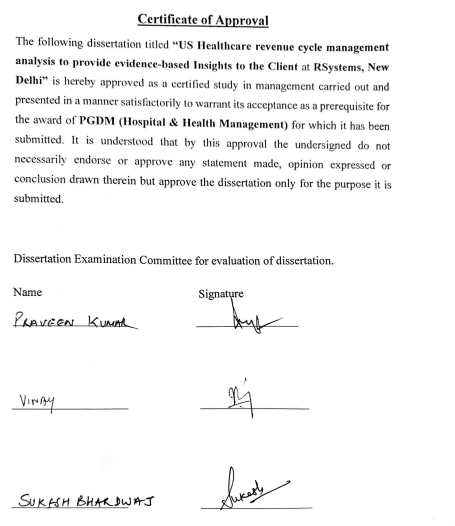 Certificate of Approval
The following dissertation titled “US Healthcare revenue cycle management
analysis to provide evidence-based Insights to the Client at RSystems, New
Delhi” is hereby approved as a certified study in management carried out and
presented in a manner satisfactorily to warrant its acceptance as a prerequisite for
the award of PGDM (Hospital & Health Management) for which it has been
submitted. It is understood that by this approval the undersigned do not
necessarily endorse or approve any statement made, opinion expressed or
conclusion drawn therein but approve the dissertation only for the purpose it is
submitted.
Dissertation Examination Committee for evaluation of dissertation.
Name Signature
PRAVEEN KUMAR
VINAY
SUKESH BHARDWAJ Sukesh